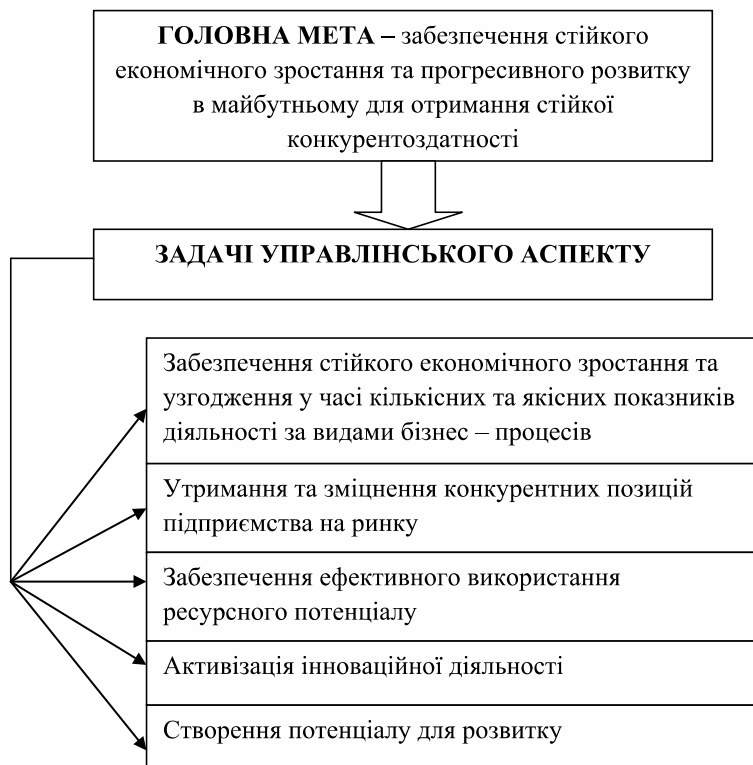 ГОЛОВНА МЕТА – забезпечення стійкого
економічного зростання та прогресивного розвитку
в майбутньому для отримання стійкої
конкурентоздатності
ЗАДАЧІ УПРАВЛІНСЬКОГО АСПЕКТУ
Забезпечення стійкого економічного зростання та
узгодження у часі кількісних та якісних показників
діяльності за видами бізнес – процесів
Утримання та зміцнення конкурентних позицій
підприємства на ринку
Забезпечення ефективного використання
ресурсного потенціалу
Активізація інноваційної діяльності
Створення потенціалу для розвитку